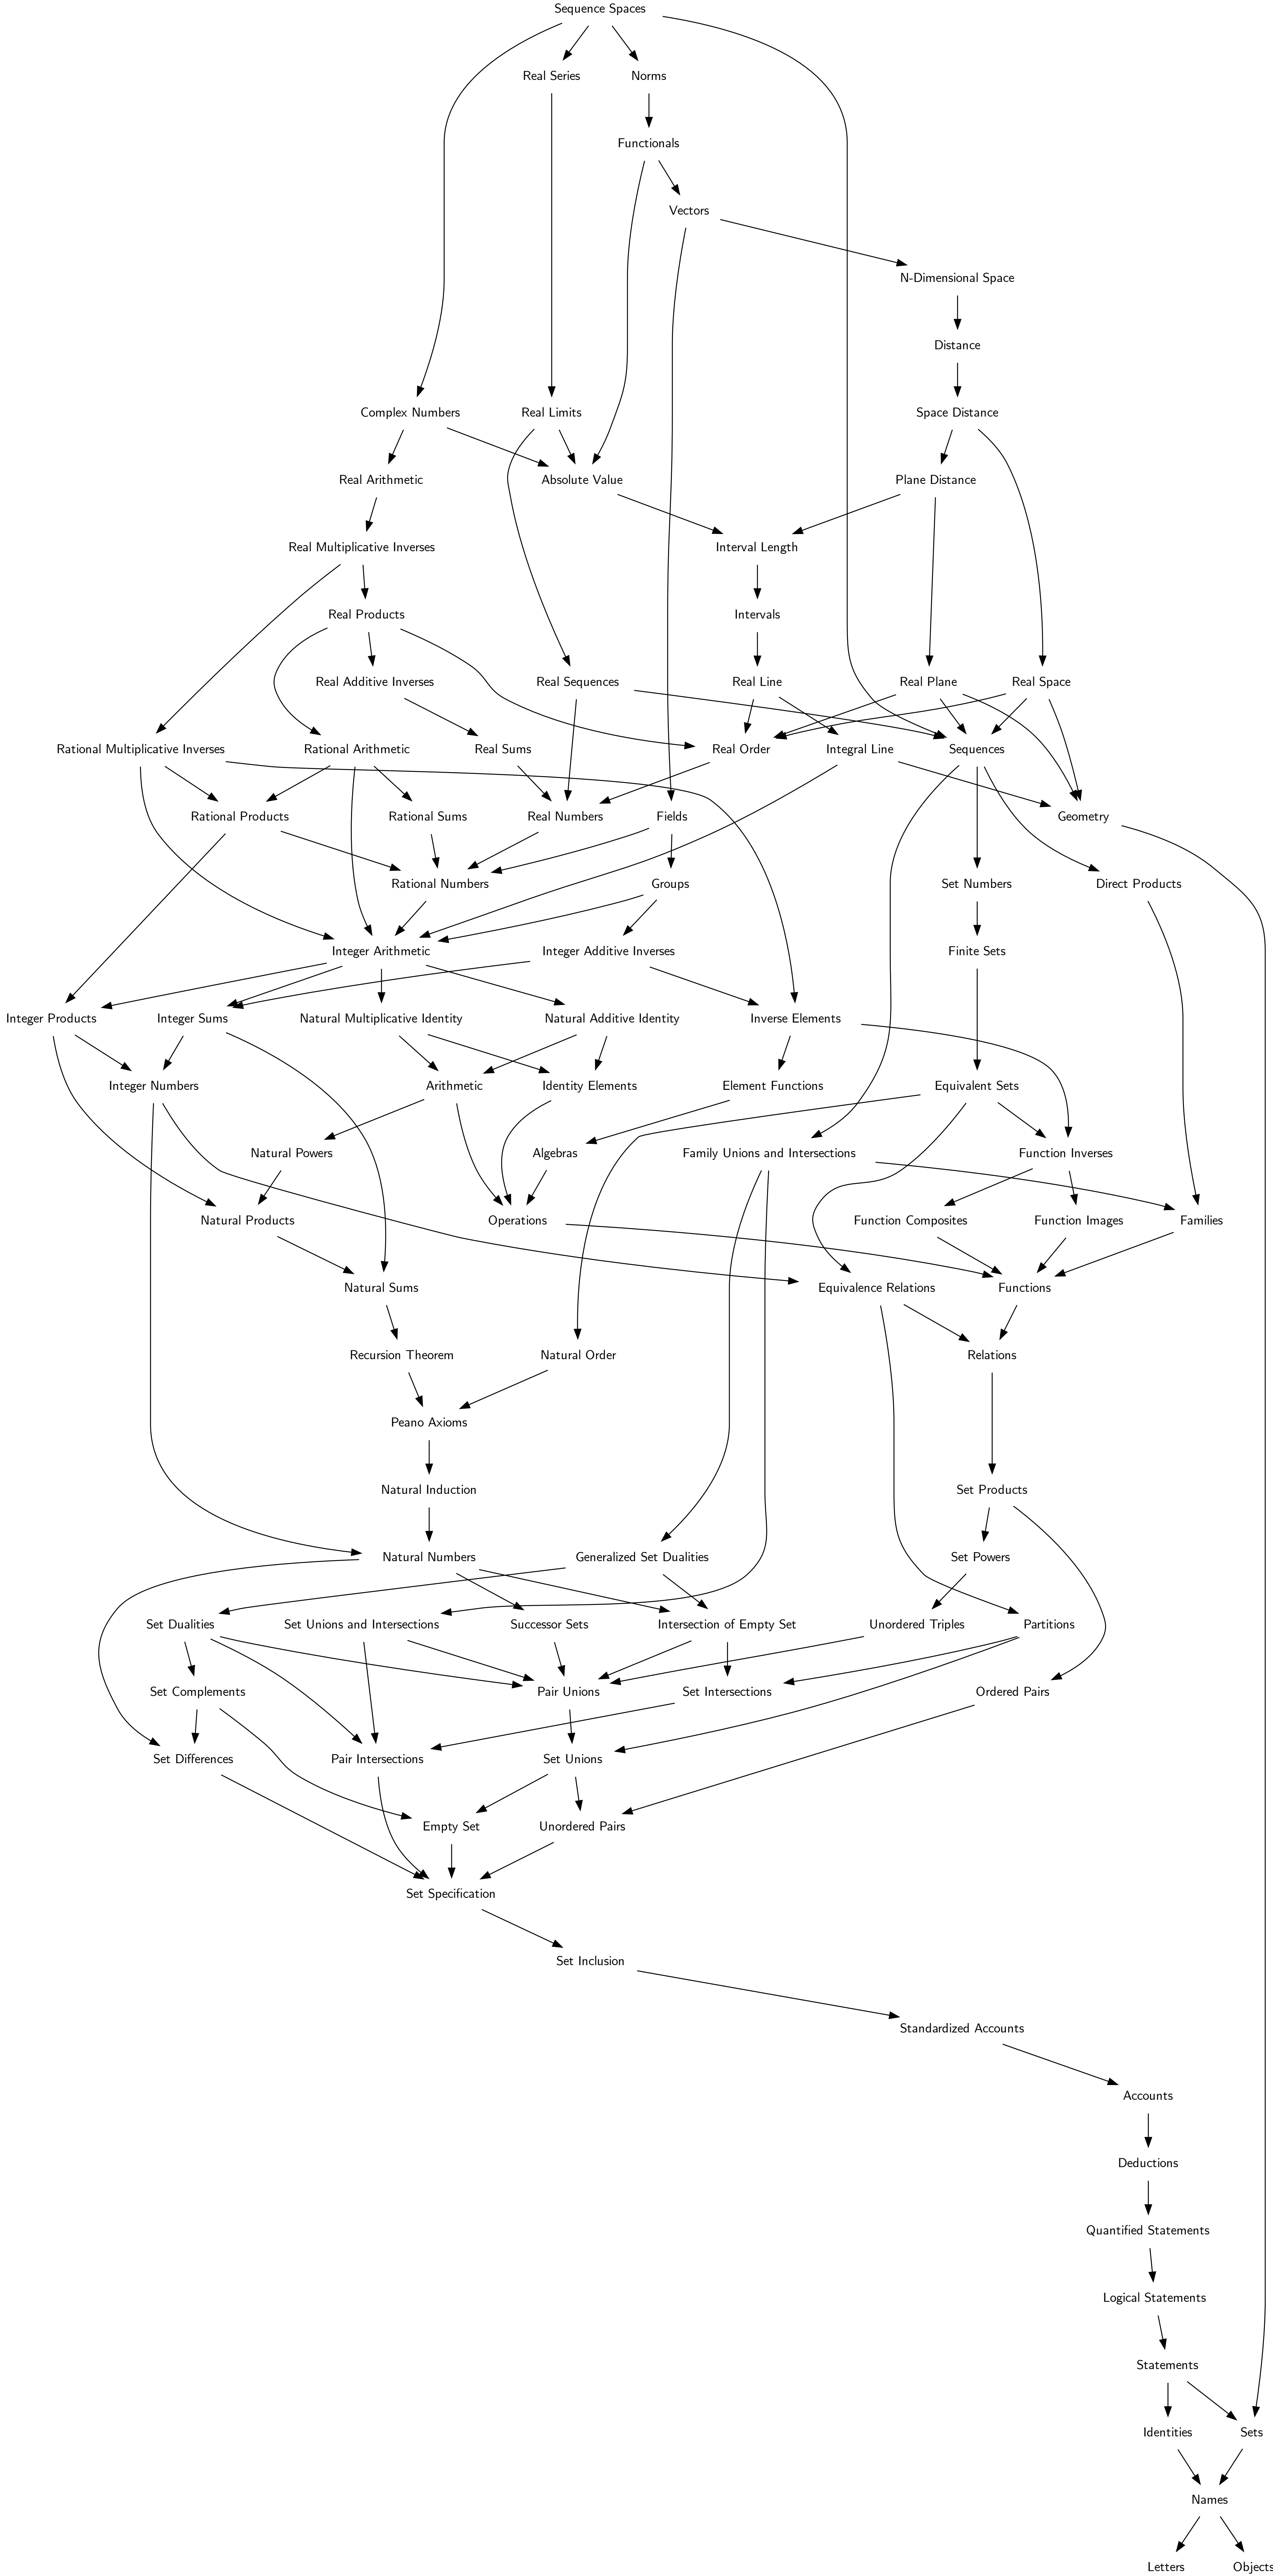 Sequence Spaces
Real Series
Norms
Functionals
Vectors
N-Dimensional Space
Distance
Complex Numbers
Real Limits
Space Distance
Real Arithmetic
Absolute Value
Plane Distance
Real Multiplicative Inverses
Interval Length
Real Products
Intervals
Real Additive Inverses
Real Sequences
Real Line
Real Plane
Real Space
Rational Multiplicative Inverses
Rational Arithmetic
Real Sums
Real Order
Integral Line
Sequences
Rational Products
Rational Sums
Real Numbers
Fields
Geometry
Rational Numbers
Groups
Set Numbers
Direct Products
Integer Arithmetic
Integer Additive Inverses
Finite Sets
Integer Products
Integer Sums
Natural Multiplicative Identity
Natural Additive Identity
Inverse Elements
Integer Numbers
Arithmetic
Identity Elements
Element Functions
Equivalent Sets
Natural Powers
Algebras
Family Unions and Intersections
Function Inverses
Natural Products
Operations
Function Composites
Function Images
Families
Natural Sums
Equivalence Relations
Functions
Recursion Theorem
Natural Order
Relations
Peano Axioms
Natural Induction
Set Products
Natural Numbers
Generalized Set Dualities
Set Powers
Set Dualities
Set Unions and Intersections
Successor Sets
Intersection of Empty Set
Unordered Triples
Partitions
Set Complements
Pair Unions
Set Intersections
Ordered Pairs
Set Differences
Pair Intersections
Set Unions
Empty Set
Unordered Pairs
Set Specification
Set Inclusion
Standardized Accounts
Accounts
Deductions
Quantified Statements
Logical Statements
Statements
Identities
Sets
Names
Letters
Objects